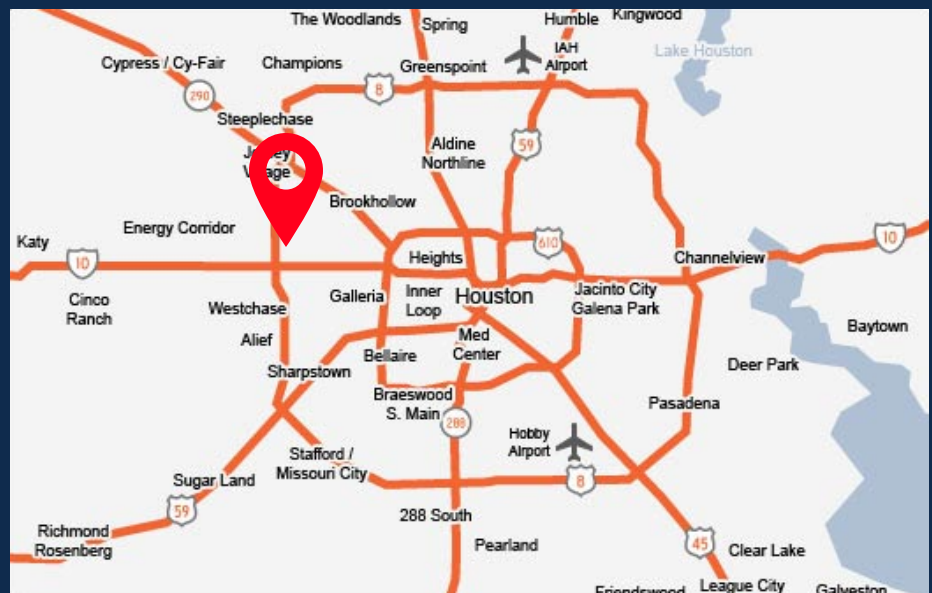 The Woodlands
Spring
Humble
Kingwood
IAH
Airport
Lake Houston
Cypress / Cy-Fair
Champions
Greenspoint
8
290
Steeplechase
59
Aldine
Northline
Brookhollow
Energy Corridor
Katy
10
610
10
Heights
Channelview
Cinco
Ranch
Westchase
Galleria
Inner
Loop
Houston
Jacinto City
Galena Park
Baytown
Alief
Bellaire
Med
Center
Deer Park
Sharpstown
Braeswood
S. Main
288
Pasadena
Hobby
Airport
Stafford /
Missouri City
8
Sugar Land
59
288 South
Richmond
Rosenberg
Pearland
45
Clear Lake
Friendswood
League City
Galveston